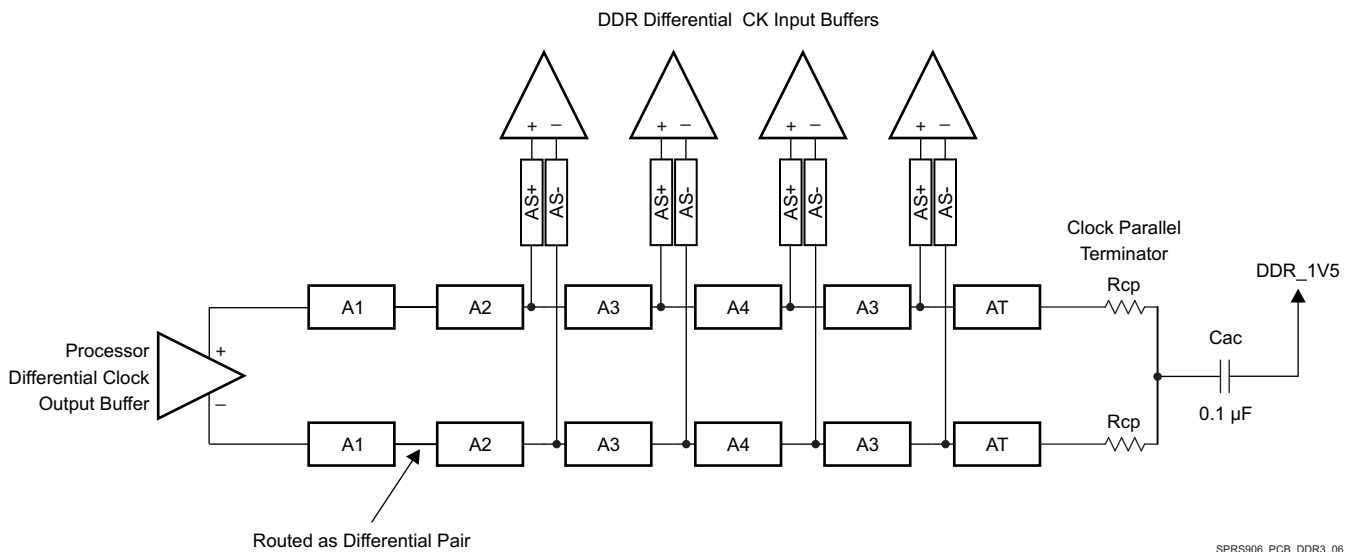 DDR Differential CK Input Buffers
+ − + − + − + −
AS+ AS- AS+ AS- AS+ AS- AS+ AS-
Clock Parallel
Terminator
DDR_1V5
Rcp
A1 A2 A3 A4 A3 AT
Cac
0.1 µF
Processor
Differential Clock
Output Buffer
+
−
Rcp
A1 A2 A3 A4 A3 AT
Routed as Differential Pair
SPRS906_PCB_DDR3_06